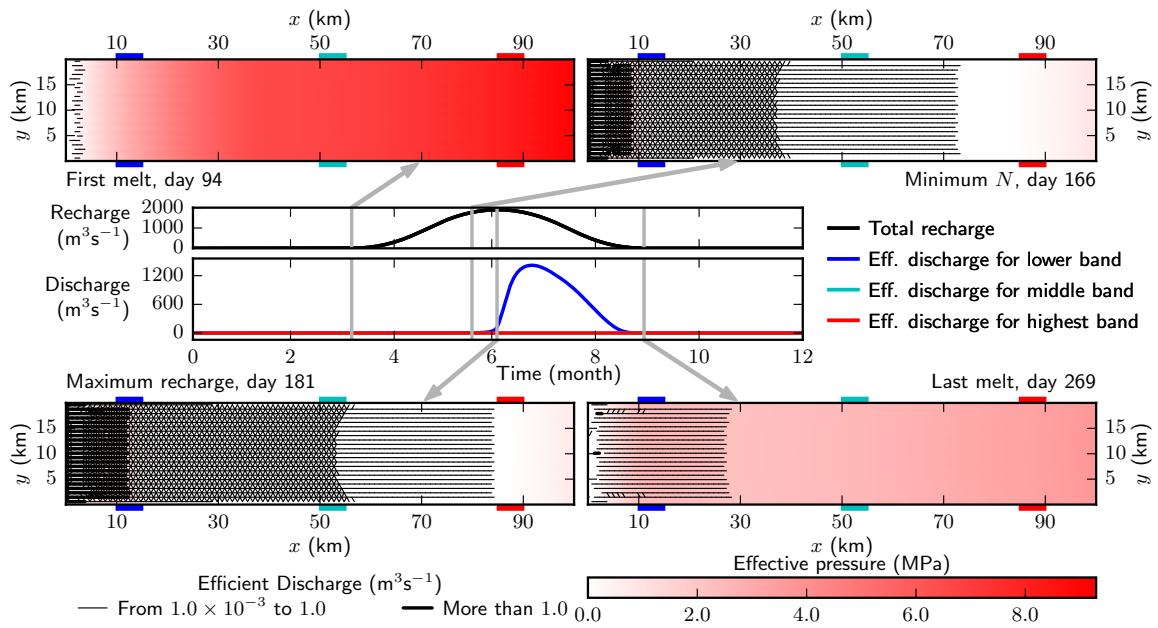 x (km) x (km)
10 30 50 70 90 10 30 50 70 90
y (km) 15 10 5 15 10 5 y (km)
First melt, day 94 Minimum N, day 166
Recharge (m³s⁻¹) 2000 1000 0
Discharge (m³s⁻¹) 1200 600 0
0 2 4 6 8 10 12
Time (month)
Total recharge
Eff. discharge for lower band
Eff. discharge for middle band
Eff. discharge for highest band
Maximum recharge, day 181 Last melt, day 269
y (km) 15 10 5 15 10 5 y (km)
10 30 50 70 90 10 30 50 70 90
x (km) x (km)
Efficient Discharge (m³s⁻¹)
From 1.0 × 10⁻³ to 1.0 More than 1.0
Effective pressure (MPa)
0.0 2.0 4.0 6.0 8.0